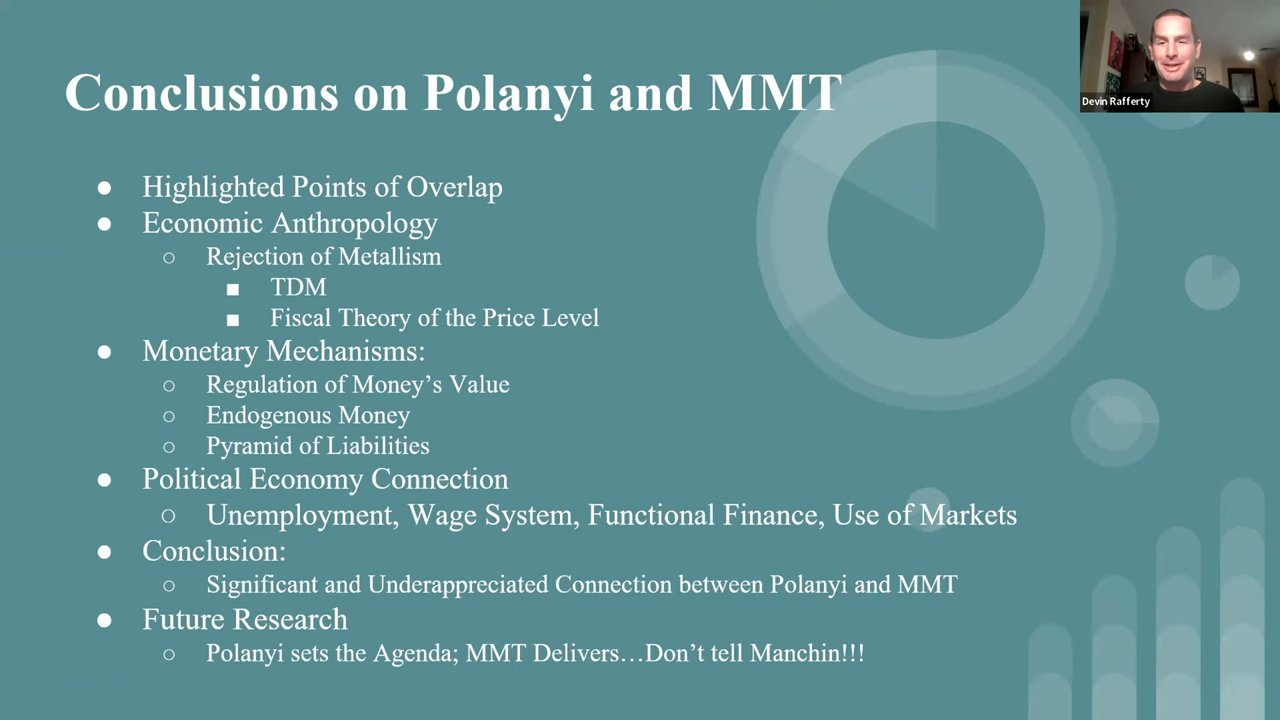 Conclusions on Polanyi and MMT
Devin Rafferty
● Highlighted Points of Overlap
● Economic Anthropology
○ Rejection of Metallism
■ TDM
■ Fiscal Theory of the Price Level
● Monetary Mechanisms:
○ Regulation of Money’s Value
○ Endogenous Money
○ Pyramid of Liabilities
● Political Economy Connection
○ Unemployment, Wage System, Functional Finance, Use of Markets
● Conclusion:
○ Significant and Underappreciated Connection between Polanyi and MMT
● Future Research
○ Polanyi sets the Agenda; MMT Delivers…Don’t tell Manchin!!!